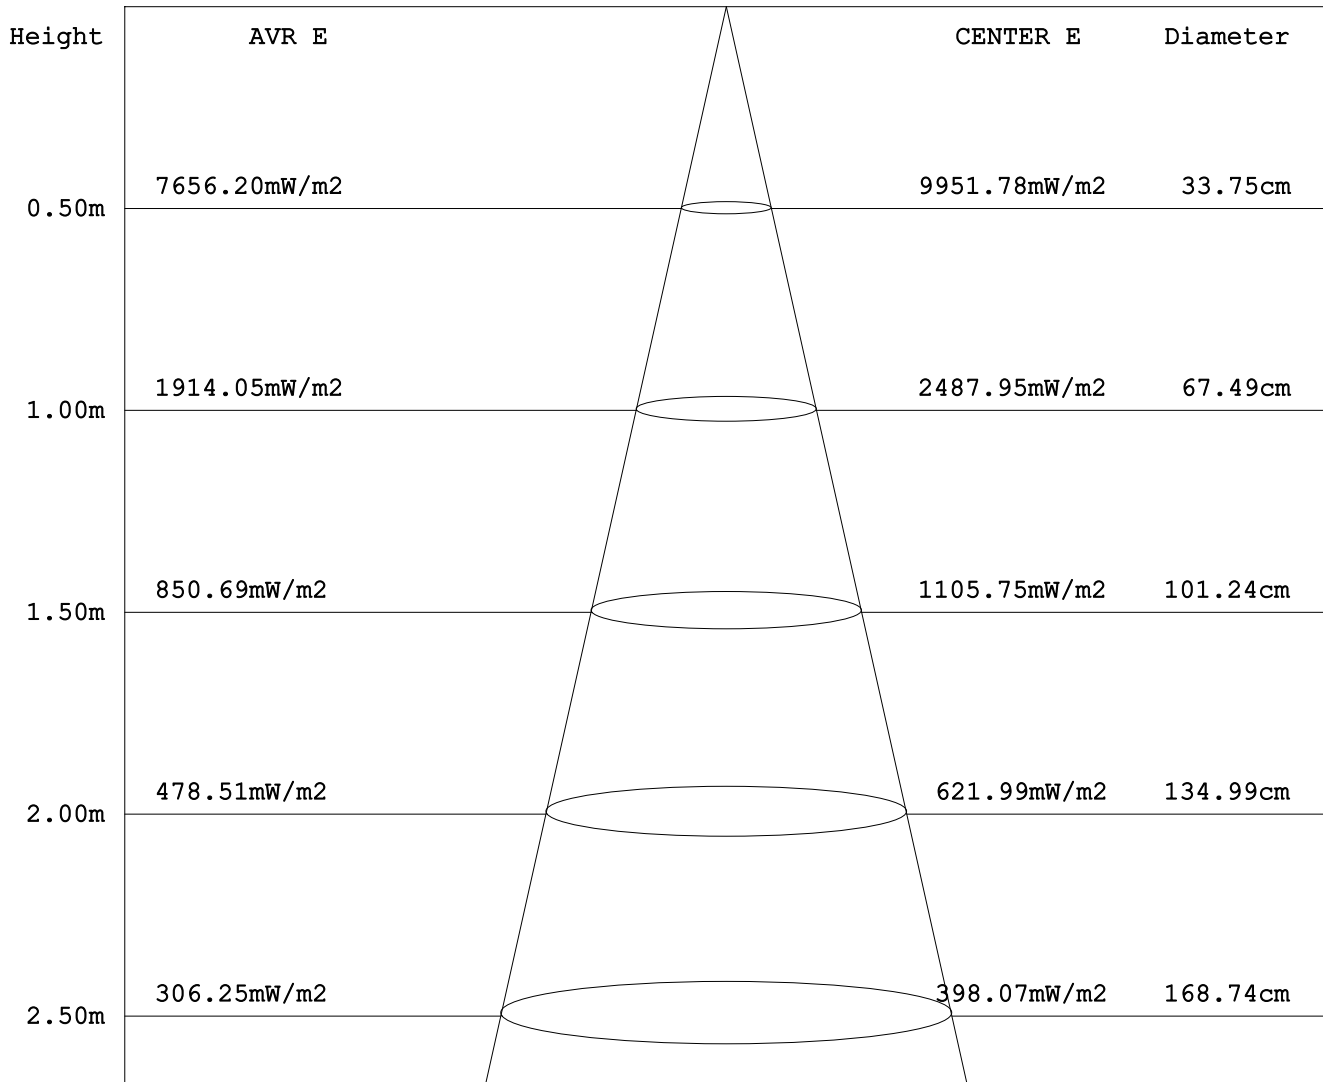 Height AVR E CENTER E Diameter
7656.20mW/m2 9951.78mW/m2 33.75cm
0.50m
1914.05mW/m2 2487.95mW/m2 67.49cm
1.00m
850.69mW/m2 1105.75mW/m2 101.24cm
1.50m
478.51mW/m2 621.99mW/m2 134.99cm
2.00m
306.25mW/m2 398.07mW/m2 168.74cm
2.50m